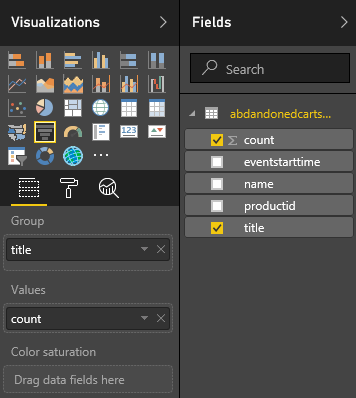 Visualizations
Fields
Search
abdandonedcarts...
count
eventstarttime
name
productid
title
123
Group
title
Values
count
Color saturation
Drag data fields here